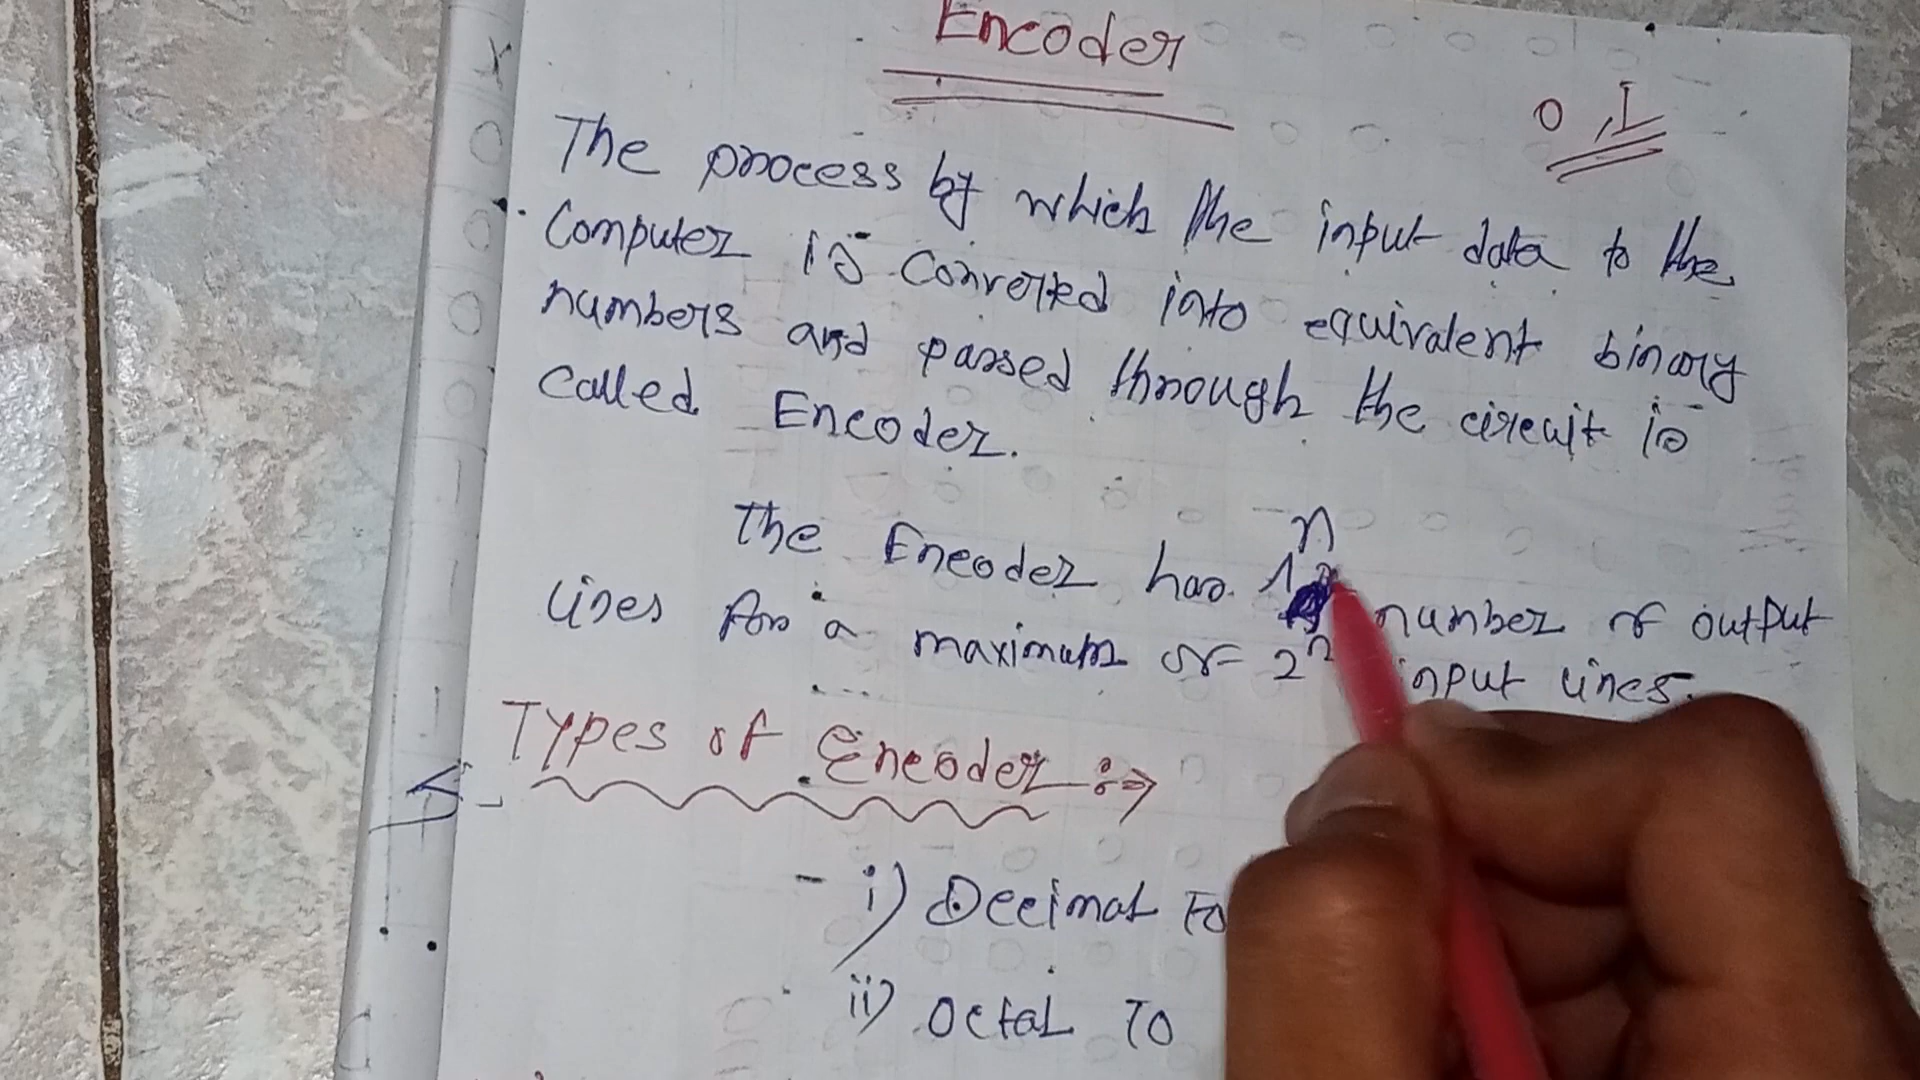 Encoder
0, 1
The process by which the input data to the
Computer is converted into equivalent binary
numbers and passed through the circuit is
called Encoder.
The Encoder has n number of output
lines for a maximum of 2ⁿ input lines.
Types of Encoder :→
i) Decimal To
ii) Octal To